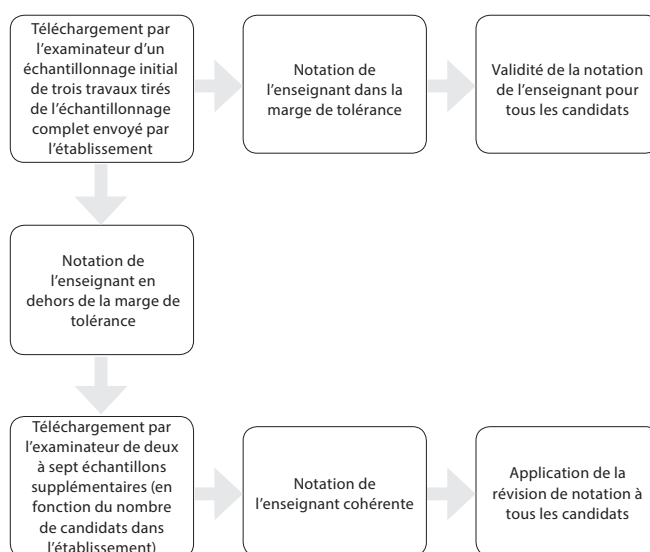 Téléchargement par
l'examinateur d'un
échantillonnage initial
de trois travaux tirés
de l'échantillonnage
complet envoyé par
l'établissement
Notation de
l'enseignant dans la
marge de tolérance
Validité de la notation
de l'enseignant pour
tous les candidats
Notation de
l'enseignant en
dehors de la marge de
tolérance
Téléchargement par
l'examinateur de deux
à sept échantillons
supplémentaires (en
fonction du nombre
de candidats dans
l'établissement)
Notation de
l'enseignant cohérente
Application de la
révision de notation à
tous les candidats